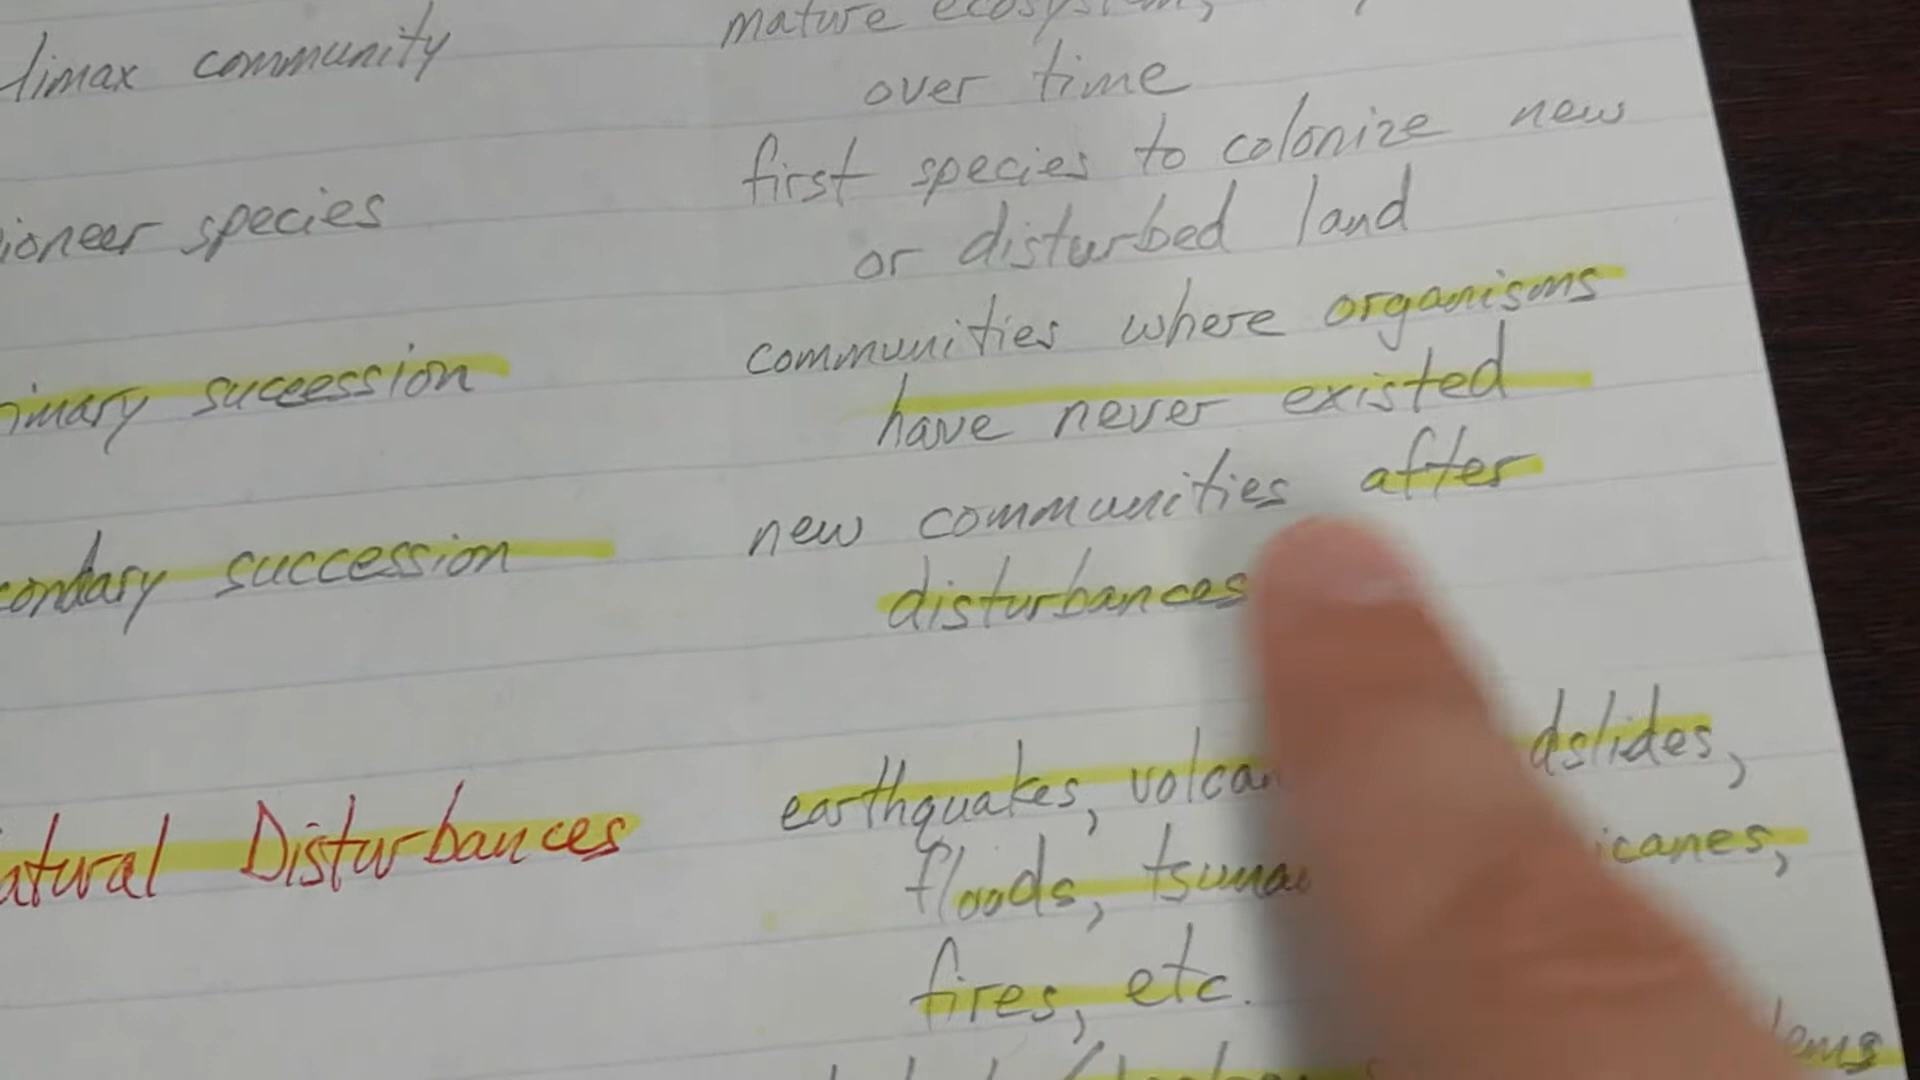 mature
limax community
over time
first species to colonize new
ioneer species
or disturbed land
communities where organisms
imary succession
have never existed
new communities after
condary succession
disturbances
earthquakes, volcan dslides,
atural Disturbances
floods, tsuna icanes,
fires, etc.